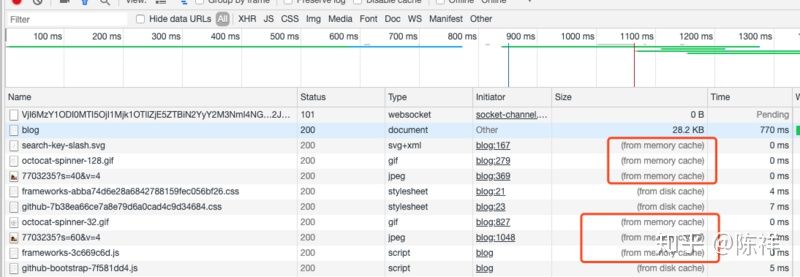 Group by frame Preserve log Disable cache Online Online
Filter Hide data URLs All XHR JS CSS Img Media Font Doc WS Manifest Other
100 ms 200 ms 300 ms 400 ms 500 ms 600 ms 700 ms 800 ms 900 ms 1000 ms 1100 ms 1200 ms 1300 ms
Name Status Type Initiator Size Time W
101 websocket socket-channel,... 0 B Pending
blog 200 document Other 28.2 KB 770 ms
search-key-slash.svg 200 svg+xml blog:167 (from memory cache) 0 ms
octocat-spinner-128.gif 200 gif blog:279 (from memory cache) 0 ms
7703235?s=40&v=4 200 jpeg blog:369 (from memory cache) 0 ms
frameworks-abba74d6e28a6842788159fec056bf26.css 200 stylesheet blog:21 (from disk cache) 4 ms
github-7b38ea66ce7a8e79d6a0cad4c9d34684.css 200 stylesheet blog:23 (from disk cache) 7 ms
octocat-spinner-32.gif 200 gif blog:827 (from memory cache) 0 ms
7703235?s=60&v=4 200 jpeg blog:1048 (from
frameworks-3c669c6d.js 200 script blog (from memory cache) 0 ms
github-bootstrap-7f581dd4.js 200 script blog (from disk cache) 5 ms
知乎 @陈祥